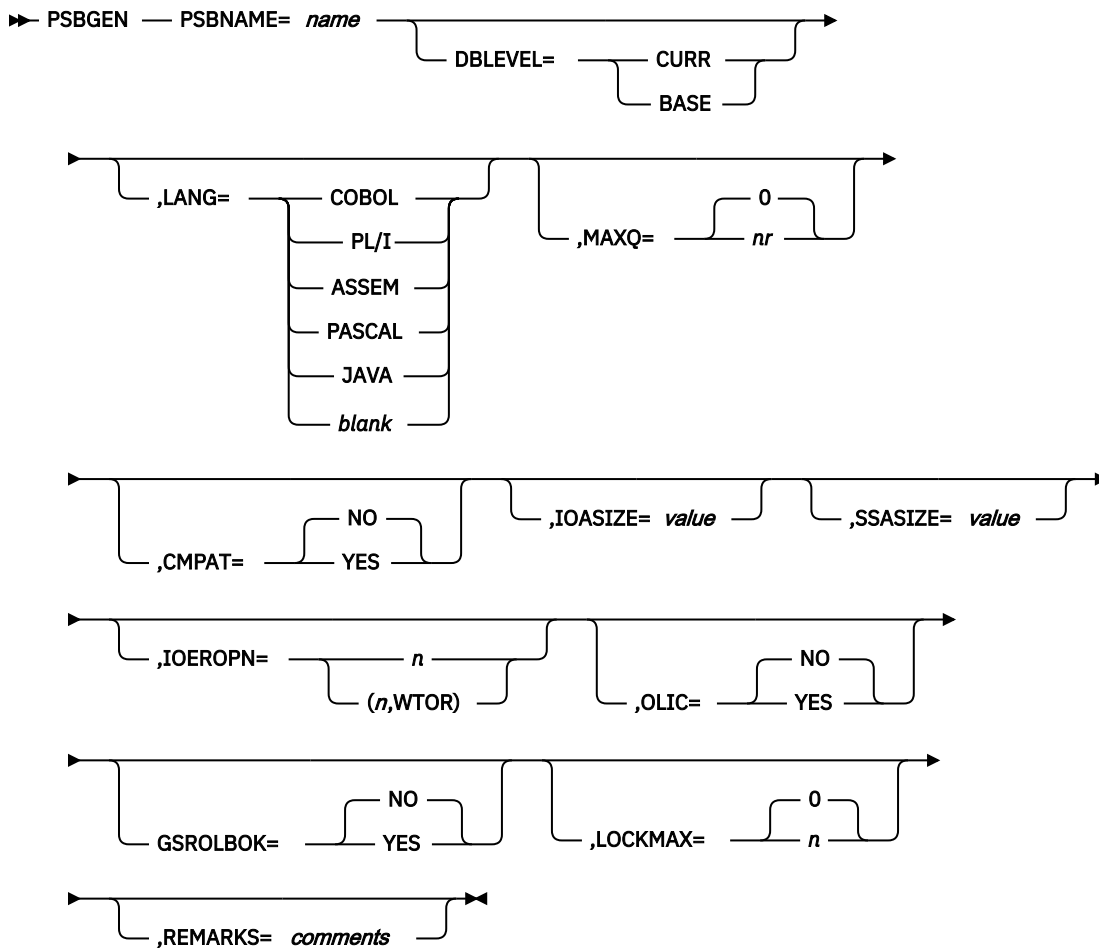 PSBGEN PSBNAME= name
DBLEVEL= CURR
BASE
,LANG= COBOL
PL/I
ASSEM
PASCAL
JAVA
blank
0
,MAXQ= nr
NO
,CMPAT= YES
,IOASIZE= value
,SSASIZE= value
,IOEROPN= n
(n,WTOR)
NO
,OLIC= YES
NO
GSROLBOK= YES
0
,LOCKMAX= n
,REMARKS= comments